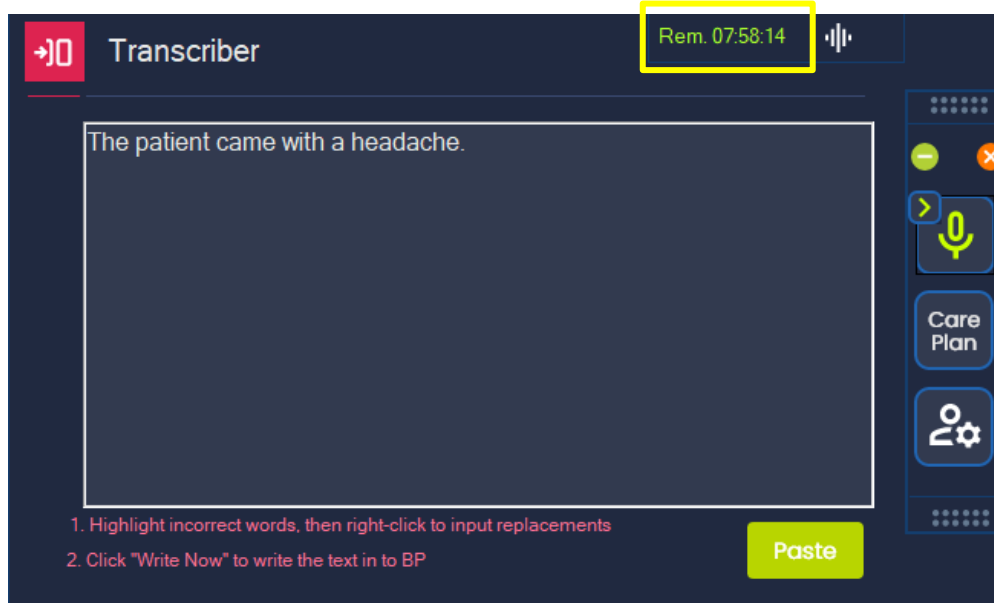 Transcriber
Rem. 07:58:14
The patient came with a headache.
Care
Plan
1. Highlight incorrect words, then right-click to input replacements
2. Click "Write Now" to write the text in to BP
Paste